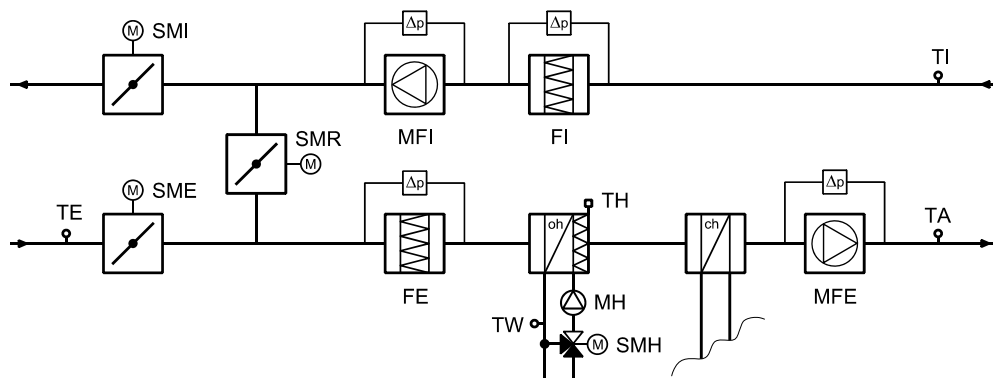 M SMI
Δp
Δp
TI
MFI
FI
SMR
M
M SME
Δp
Δp
TE
TH
TA
oh
ch
FE
MH
MFE
TW
M SMH